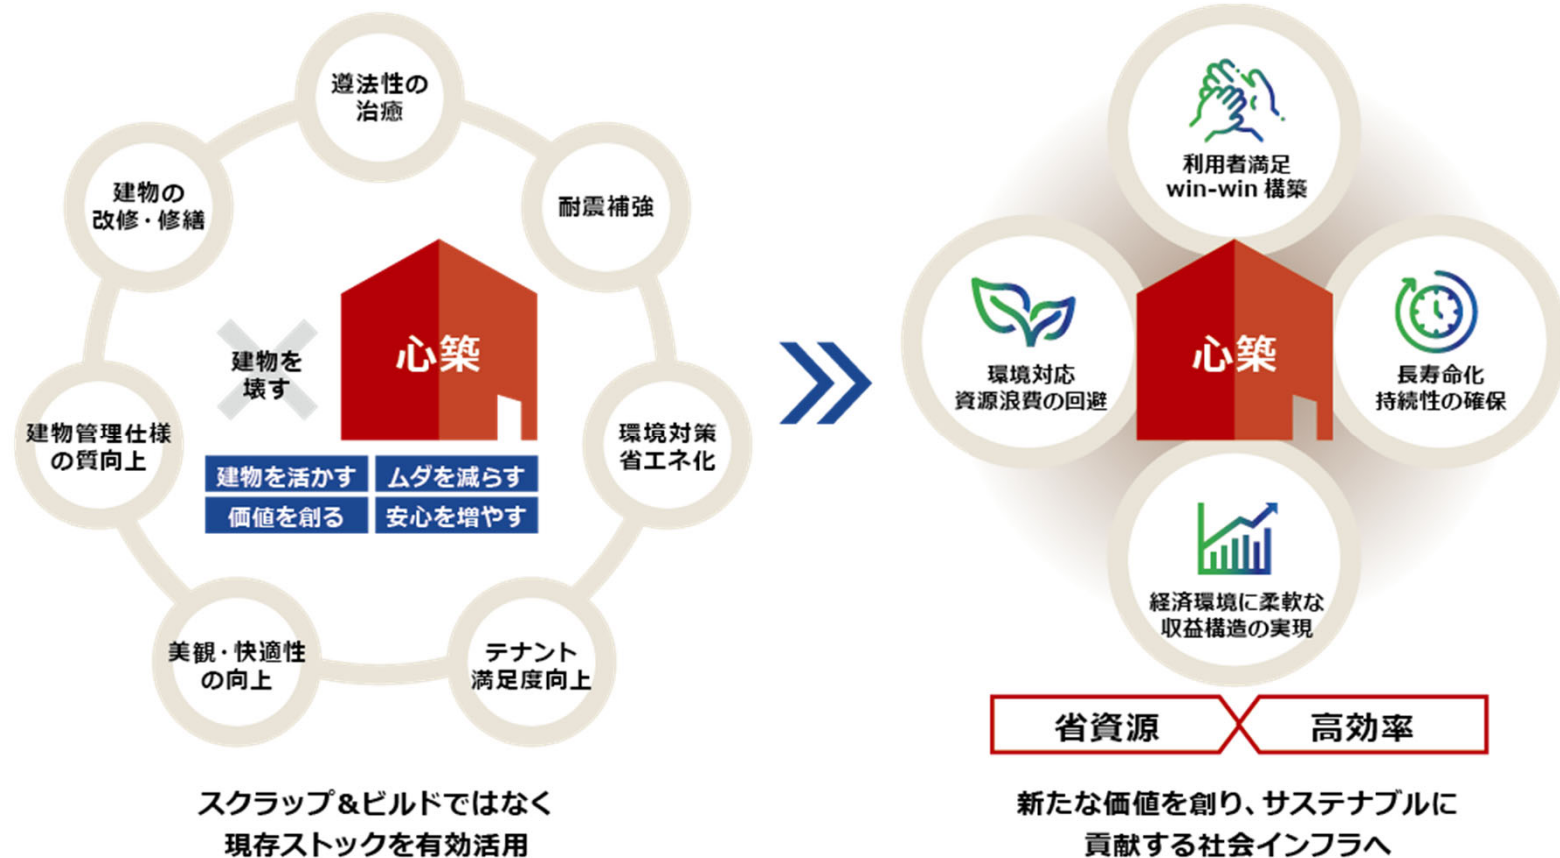 遵法性の
治癒
建物の
改修・修繕
耐震補強
建物を
壊す
心築
建物管理仕様
の質向上
環境対策
省エネ化
建物を活かす
ムダを減らす
価値を創る
安心を増やす
美観・快適性
の向上
テナント
満足度向上
スクラップ&ビルドではなく
現存ストックを有効活用
利用者満足
win-win 構築
環境対応
資源浪費の回避
心築
長寿命化
持続性の確保
経済環境に柔軟な
収益構造の実現
省資源
高効率
新たな価値を創り、サステナブルに
貢献する社会インフラへ